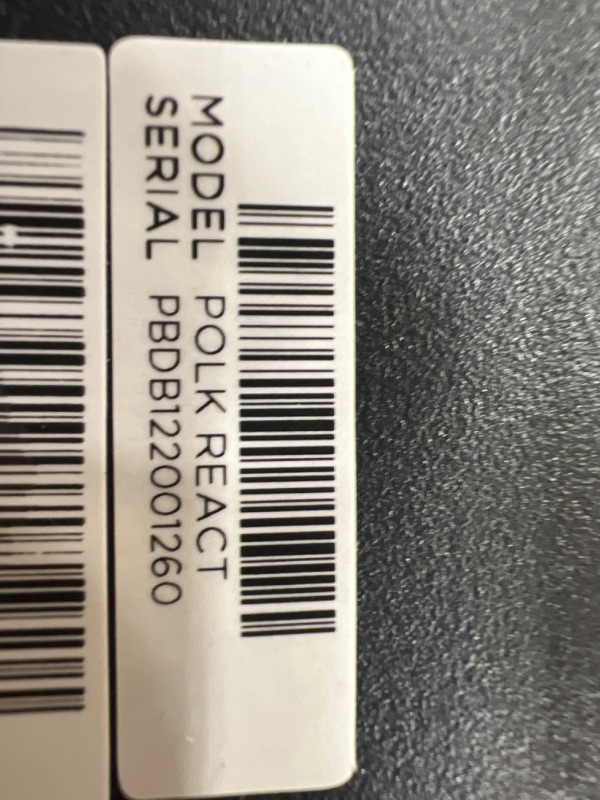 MODEL POLK REACT
SERIAL PBDB122001260